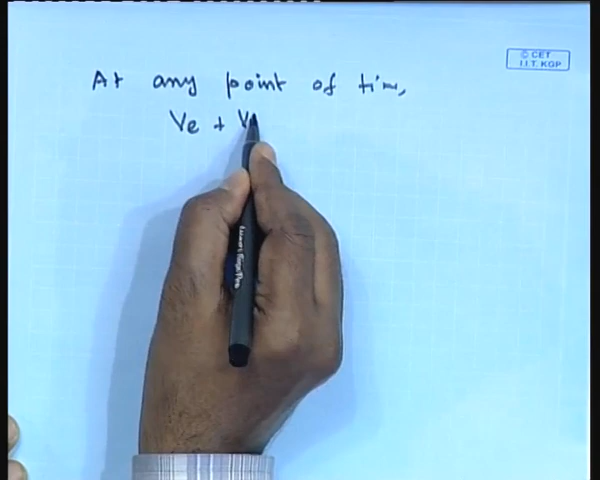 © CET
I.I.T. KGP
At any point of time,
Ve + V